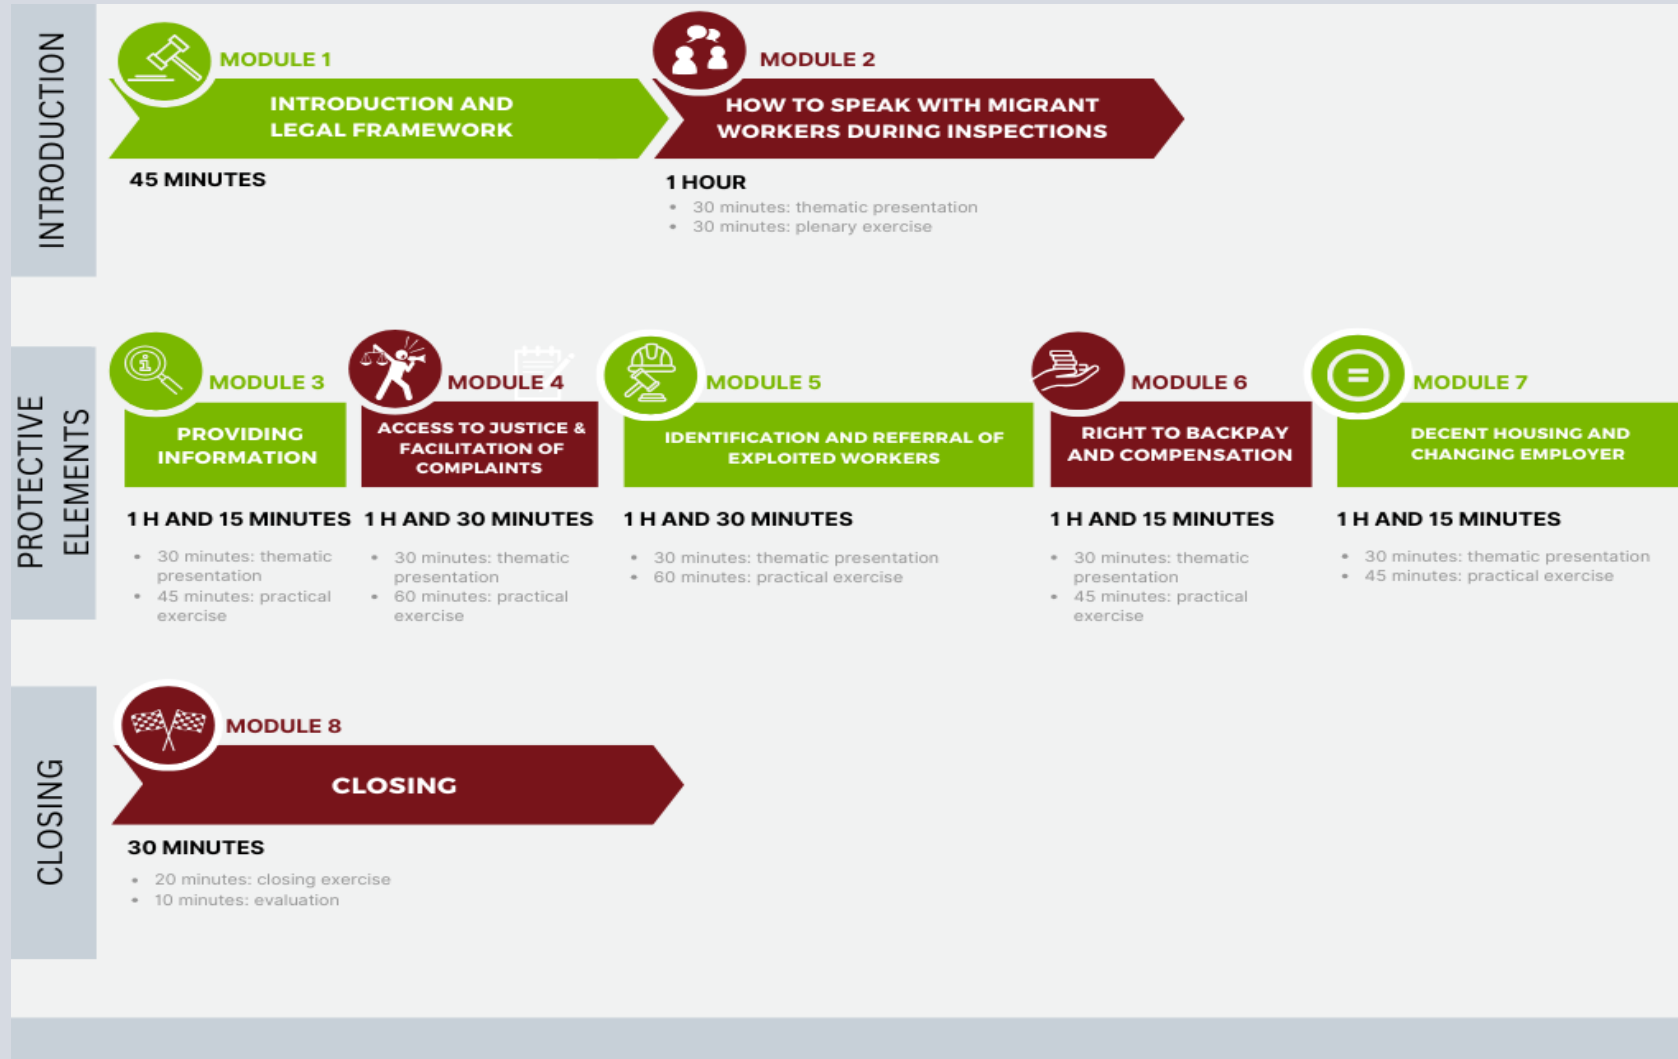 INTRODUCTION
MODULE 1
INTRODUCTION AND
LEGAL FRAMEWORK
45 MINUTES
MODULE 2
HOW TO SPEAK WITH MIGRANT
WORKERS DURING INSPECTIONS
1 HOUR
• 30 minutes: thematic presentation
• 30 minutes: plenary exercise
PROTECTIVE
ELEMENTS
MODULE 3
PROVIDING
INFORMATION
1 H AND 15 MINUTES
• 30 minutes: thematic
presentation
• 45 minutes: practical
exercise
MODULE 4
ACCESS TO JUSTICE &
FACILITATION OF
COMPLAINTS
1 H AND 30 MINUTES
• 30 minutes: thematic
presentation
• 60 minutes: practical
exercise
MODULE 5
IDENTIFICATION AND REFERRAL OF
EXPLOITED WORKERS
1 H AND 30 MINUTES
• 30 minutes: thematic presentation
• 60 minutes: practical exercise
MODULE 6
RIGHT TO BACKPAY
AND COMPENSATION
1 H AND 15 MINUTES
• 30 minutes: thematic
presentation
• 45 minutes: practical
exercise
MODULE 7
DECENT HOUSING AND
CHANGING EMPLOYER
1 H AND 15 MINUTES
• 30 minutes: thematic presentation
• 45 minutes: practical exercise
CLOSING
MODULE 8
CLOSING
30 MINUTES
• 20 minutes: closing exercise
• 10 minutes: evaluation